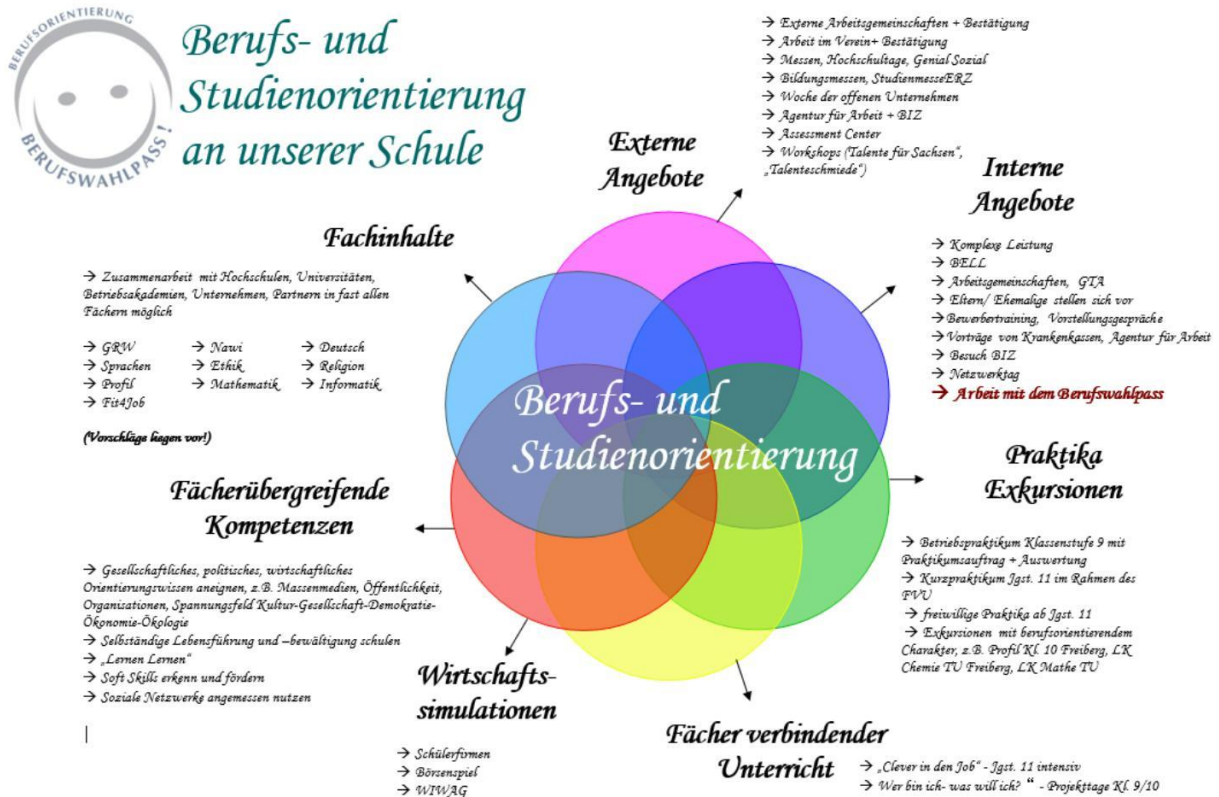 BERUFSORIENTIERUNG
BERUFSWAHLPASS!
Berufs- und
Studienorientierung
an unserer Schule
Externe
Angebote
→ Externe Arbeitsgemeinschaften + Bestätigung
→ Arbeit im Verein+ Bestätigung
→ Messen, Hochschultage, Genial Sozial
→ Bildungsmessen, StudienmesseERZ
→ Woche der offenen Unternehmen
→ Agentur für Arbeit + BIZ
→ Assessment Center
→ Workshops (Talente für Sachsen“,
„Talenteschmiede“)
Interne
Angebote
→ Komplexe Leistung
→ BELL
→ Arbeitsgemeinschaften, GTA
→ Eltern/ Ehemalige stellen sich vor
→ Bewerbertraining, Vorstellungsgespräche
→ Vorträge von Krankenkassen, Agentur für Arbeit
→ Besuch BIZ
→ Netzwerktag
→ Arbeit mit dem Berufswahlpass
Fachinhalte
→ Zusammenarbeit mit Hochschulen, Universitäten,
Betriebsakademien, Unternehmen, Partnern in fast allen
Fächern möglich
→ GRW → Nawi → Deutsch
→ Sprachen → Ethik → Religion
→ Profil → Mathematik → Informatik
→ Fit4Job
(Vorschläge liegen vor!)
Berufs- und
Studienorientierung
Praktika
Exkursionen
→ Betriebspraktikum Klassenstufe 9 mit
Praktikumsauftrag + Auswertung
→ Kurzpraktikum Jgst. 11 im Rahmen des
FVU
→ freiwillige Praktika ab Jgst. 11
→ Exkursionen mit berufsorientierendem
Charakter, z.B. Profil Kl. 10 Freiberg, LK
Chemie TU Freiberg, LK Mathe TU
Fächerübergreifende
Kompetenzen
→ Gesellschaftliches, politisches, wirtschaftliches
Orientierungswissen aneignen, z.B. Massenmedien, Öffentlichkeit,
Organisationen, Spannungsfeld Kultur-Gesellschaft-Demokratie-
Ökonomie-Ökologie
→ Selbständige Lebensführung und –bewältigung schulen
→ „Lernen Lernen“
→ Soft Skills erkenn und fördern
→ Soziale Netzwerke angemessen nutzen
Wirtschafts-
simulationen
→ Schülerfirmen
→ Börsenspiel
→ WIWAG
Fächer verbindender
Unterricht
→ „Clever in den Job“ - Jgst. 11 intensiv
→ Wer bin ich- was will ich? “ - Projekttage Kl. 9/10